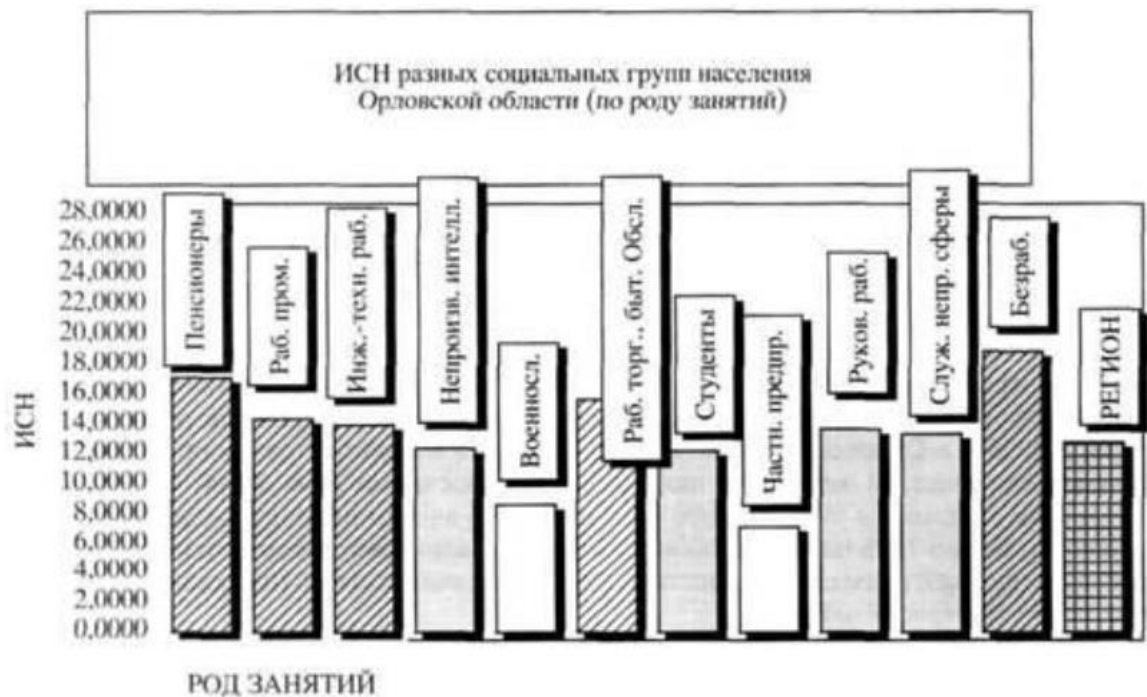 ИСН разных социальных групп населения
Орловской области (по роду занятий)
28,0000
26,0000
24,0000
22,0000
20,0000
18,0000
16,0000
14,0000
12,0000
10,0000
8,0000
6,0000
4,0000
2,0000
0,0000
ИСН
Пенсионеры
Раб. пром.
Инж.-техн. раб.
Непроизв. интелл.
Военносл.
Раб. торг., быт. Обсл.
Студенты
Частн. предпр.
Руков. раб.
Служ. непр. сферы
Безраб.
РЕГИОН
РОД ЗАНЯТИЙ